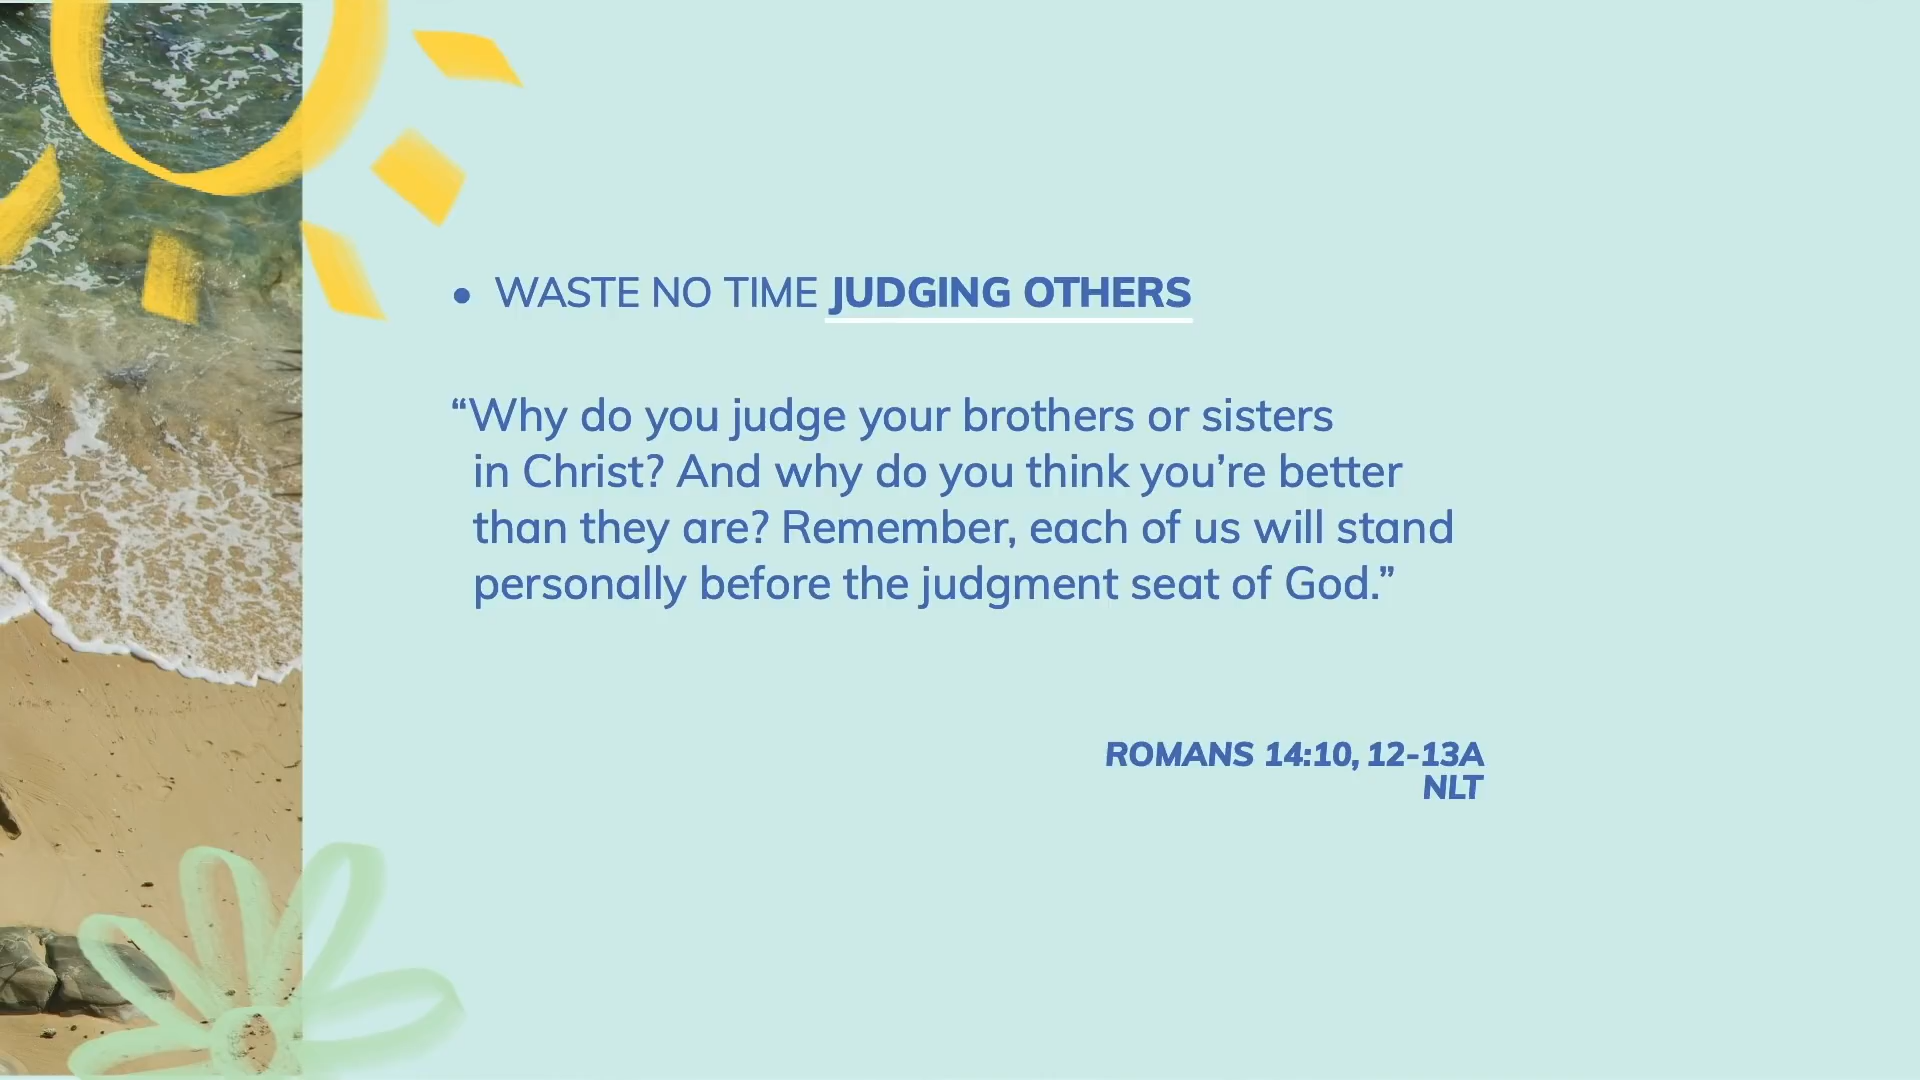 • WASTE NO TIME JUDGING OTHERS
“Why do you judge your brothers or sisters
in Christ? And why do you think you’re better
than they are? Remember, each of us will stand
personally before the judgment seat of God.”
ROMANS 14:10, 12-13A
NLT